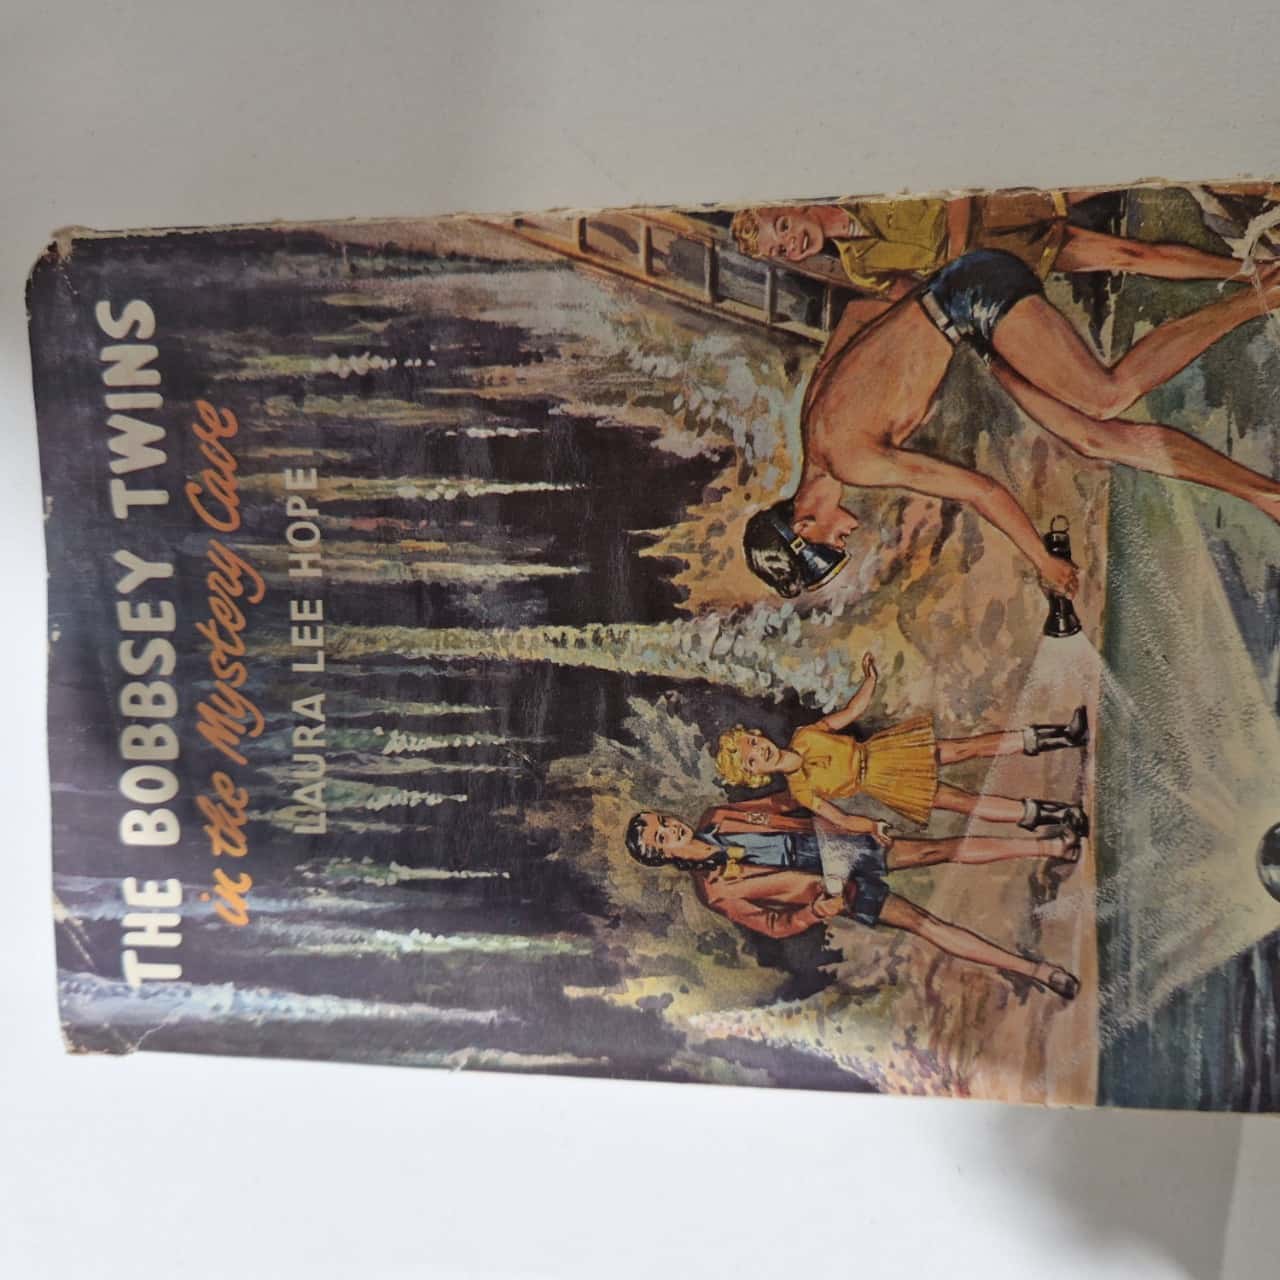 THE BOBBSEY TWINS
in the Mystery Cave
LAURA LEE HOPE